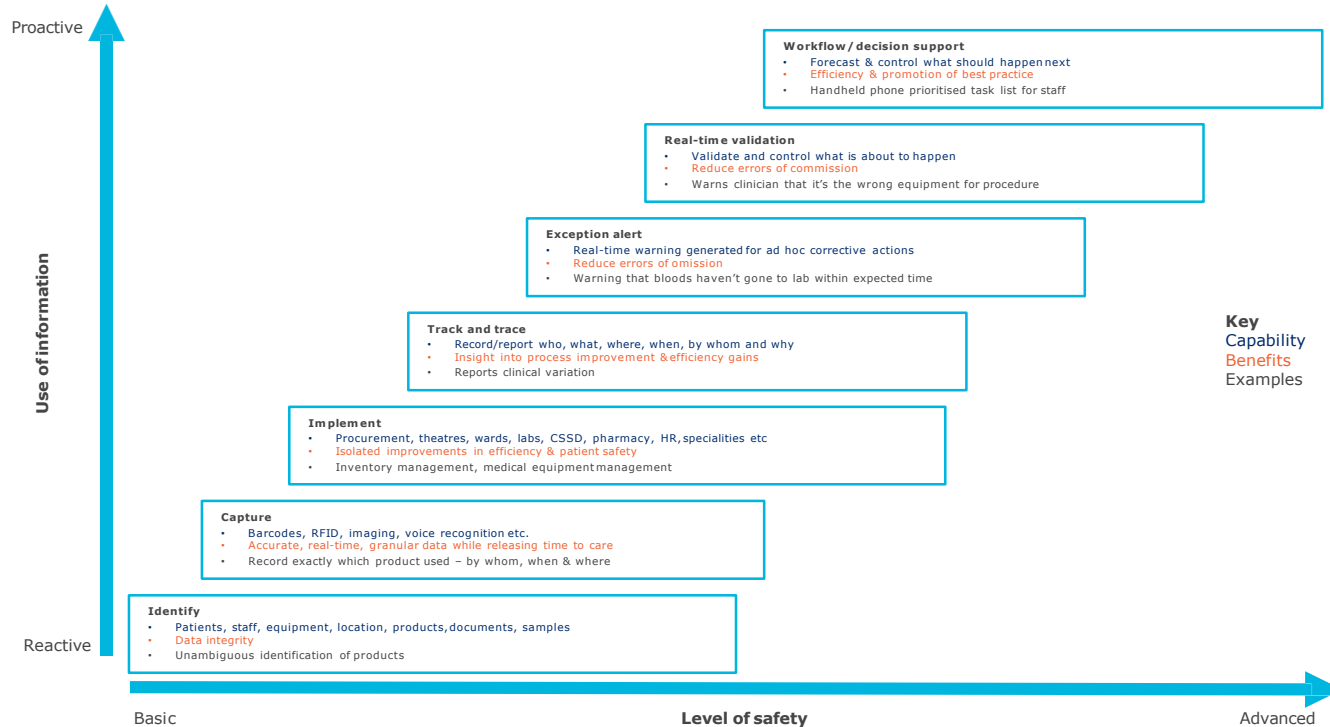 Proactive
Workflow/decision support
• Forecast & control what should happen next
• Efficiency & promotion of best practice
• Handheld phone prioritised task list for staff
Real-time validation
• Validate and control what is about to happen
• Reduce errors of commission
• Warns clinician that it's the wrong equipment for procedure
Exception alert
• Real-time warning generated for ad hoc corrective actions
• Reduce errors of omission
• Warning that bloods haven't gone to lab within expected time
Use of information
Track and trace
• Record/report who, what, where, when, by whom and why
• Insight into process improvement & efficiency gains
• Reports clinical variation
Key
Capability
Benefits
Examples
Implement
• Procurement, theatres, wards, labs, CSSD, pharmacy, HR, specialities etc
• Isolated improvements in efficiency & patient safety
• Inventory management, medical equipment management
Capture
• Barcodes, RFID, imaging, voice recognition etc.
• Accurate, real-time, granular data while releasing time to care
• Record exactly which product used – by whom, when & where
Identify
• Patients, staff, equipment, location, products, documents, samples
• Data integrity
• Unambiguous identification of products
Reactive
Basic
Level of safety
Advanced